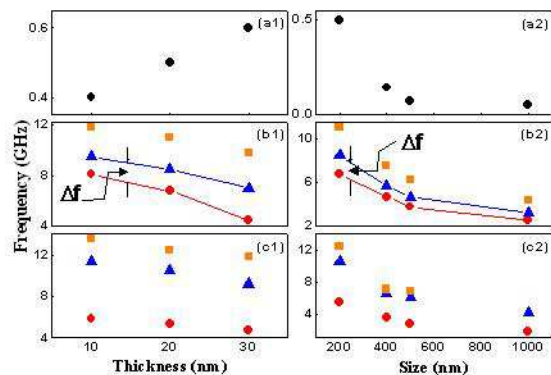 0.6
0.4
(a1)
0.5
0.0
(a2)
Frequency (GHz)
12
8
4
(b1)
Δf
10
6
2
(b2)
Δf
12
8
4
(c1)
12
8
4
(c2)
10 20 30
Thickness (nm)
200 400 600 800 1000
Size (nm)